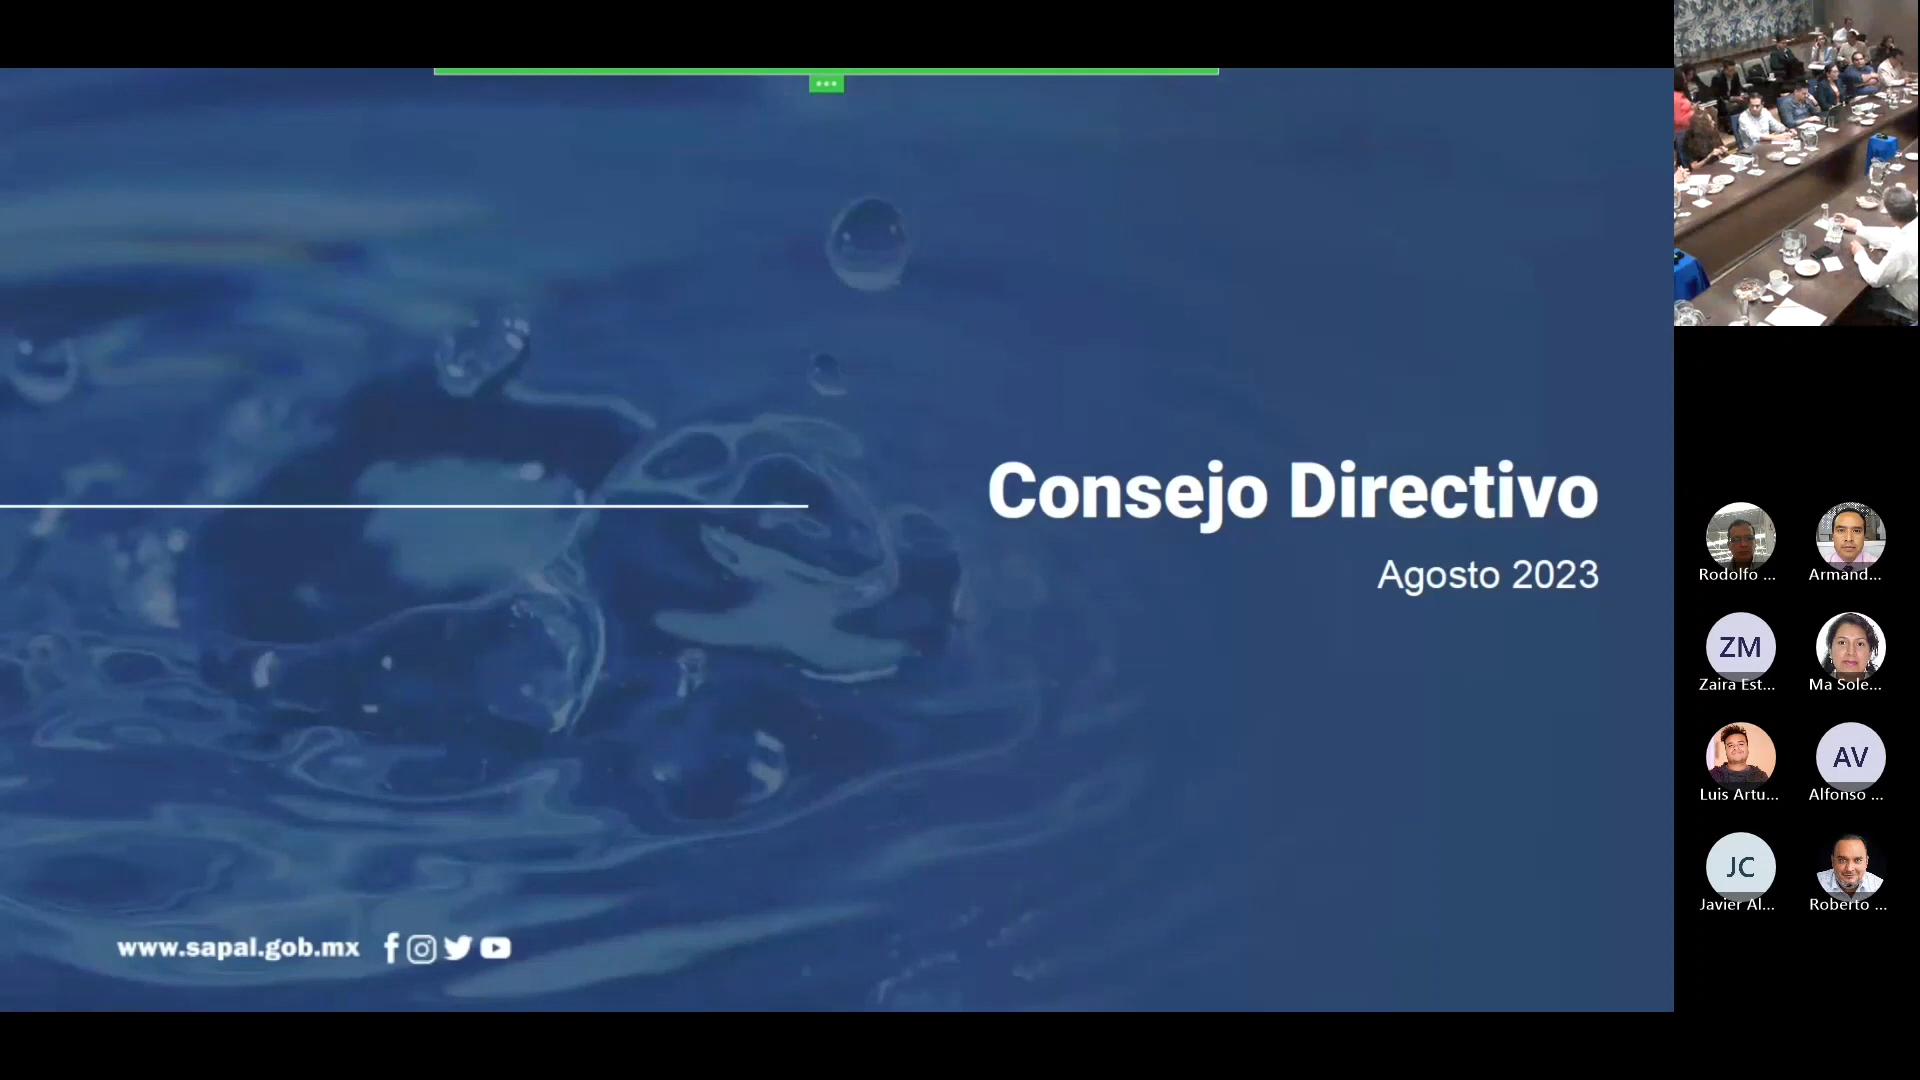 Consejo Directivo
Agosto 2023
www.sapal.gob.mx
Rodolfo ...
Armand...
ZM
Zaira Est...
Ma Sole...
Luis Artu...
AV
Alfonso ...
JC
Javier Al...
Roberto ...